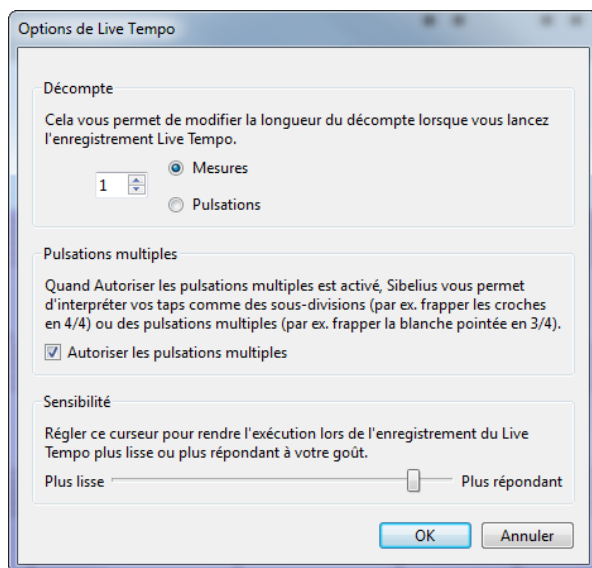 Options de Live Tempo
Décompte
Cela vous permet de modifier la longueur du décompte lorsque vous lancez
l'enregistrement Live Tempo.
1
Mesures
Pulsations
Pulsations multiples
Quand Autoriser les pulsations multiples est activé, Sibelius vous permet
d'interpréter vos taps comme des sous-divisions (par ex. frapper les croches
en 4/4) ou des pulsations multiples (par ex. frapper la blanche pointée en 3/4).
Autoriser les pulsations multiples
Sensibilité
Régler ce curseur pour rendre l'exécution lors de l'enregistrement du Live
Tempo plus lisse ou plus répondant à votre goût.
Plus lisse Plus répondant
OK Annuler